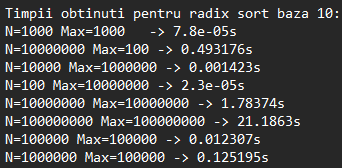 Timpii obtinuti pentru radix sort baza 10:
N=1000 Max=1000   -> 7.8e-05s
N=10000000 Max=100 -> 0.493176s
N=10000 Max=1000000 -> 0.001423s
N=100 Max=10000000 -> 2.3e-05s
N=10000000 Max=10000000 -> 1.78374s
N=100000000 Max=100000000 -> 21.1863s
N=100000 Max=100000 -> 0.012307s
N=1000000 Max=100000 -> 0.125195s